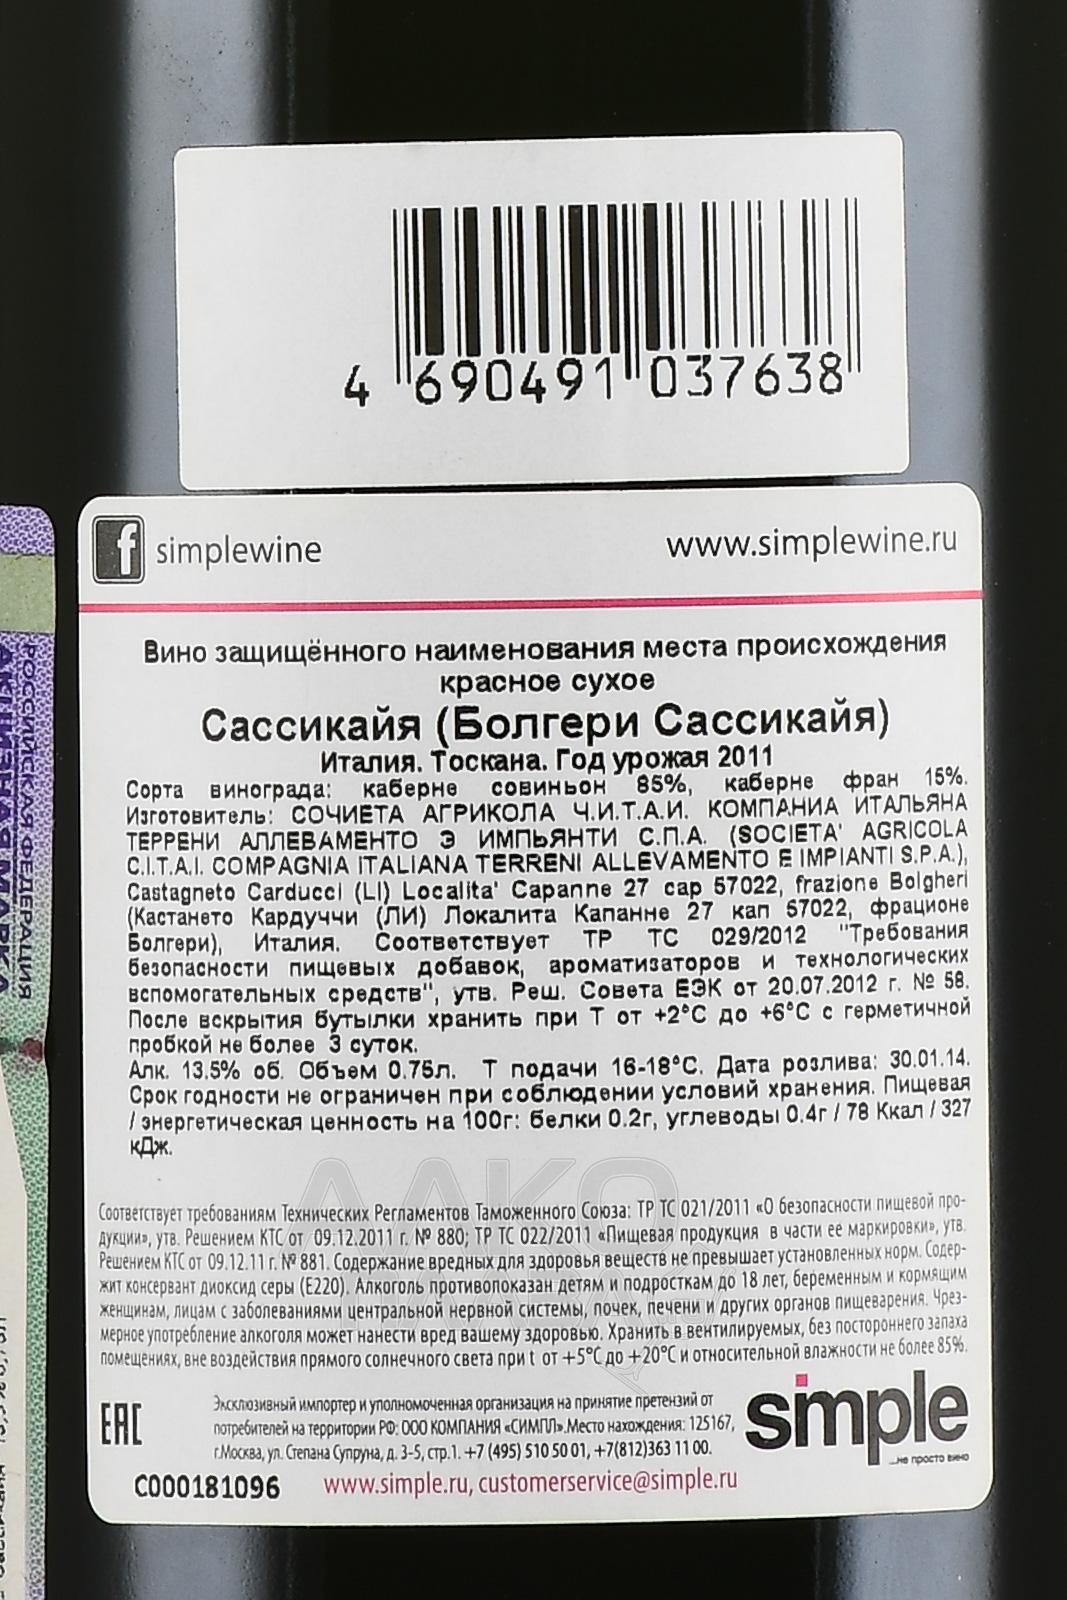 4 690491 037638
f simplewine
www.simplewine.ru
Вино защищённого наименования места происхождения
красное сухое
Сассикайя (Болгери Сассикайя)
Италия. Тоскана. Год урожая 2011
Сорта винограда: каберне совиньон 85%, каберне фран 15%.
Изготовитель: СОЧИЕТА АГРИКОЛА Ч.И.Т.А.И. КОМПАНИА ИТАЛЬЯНА
ТЕРРЕНИ АЛЛЕВАМЕНТО Э ИМПЬЯНТИ С.П.А. (SOCIETA' AGRICOLA
C.I.T.A.I. COMPAGNIA ITALIANA TERRENI ALLEVAMENTO E IMPIANTI S.P.A.),
Castagneto Carducci (LI) Localita' Capanne 27 cap 57022, frazione Bolgheri
(Кастането Кардуччи (ЛИ) Локалита Капанне 27 кап 57022, фрационе
Болгери), Италия. Соответствует ТР ТС 029/2012 "Требования
безопасности пищевых добавок, ароматизаторов и технологических
вспомогательных средств", утв. Реш. Совета ЕЭК от 20.07.2012 г. № 58.
После вскрытия бутылки хранить при Т от +2°С до +6°С с герметичной
пробкой не более 3 суток.
Алк. 13.5% об. Объем 0.75л. Т подачи 16-18°С. Дата розлива: 30.01.14.
Срок годности не ограничен при соблюдении условий хранения. Пищевая
/ энергетическая ценность на 100г: белки 0.2г, углеводы 0.4г / 78 Ккал / 327
кДж.
Соответствует требованиям Технических Регламентов Таможенного Союза: ТР ТС 021/2011 «О безопасности пищевой про-
дукции», утв. Решением КТС от 09.12.2011 г. № 880; ТР ТС 022/2011 «Пищевая продукция в части ее маркировки», утв.
Решением КТС от 09.12.11 г. № 881. Содержание вредных для здоровья веществ не превышает установленных норм. Содер-
жит консервант диоксид серы (Е220). Алкоголь противопоказан детям и подросткам до 18 лет, беременным и кормящим
женщинам, лицам с заболеваниями центральной нервной системы, почек, печени и других органов пищеварения. Чрез-
мерное употребление алкоголя может нанести вред вашему здоровью. Хранить в вентилируемых, без постороннего запаха
помещениях, вне воздействия прямого солнечного света при t от +5°С до +20°С и относительной влажности не более 85%.
EAC
Эксклюзивный импортер и уполномоченная организация на принятие претензий от
потребителей на территории РФ: ООО КОМПАНИЯ «СИМПЛ». Место нахождения: 125167,
г.Москва, ул. Степана Супруна, д. 3-5, стр.1. +7 (495) 510 50 01, +7(812)363 11 00.
simple
...не просто вино
C000181096
www.simple.ru, customerservice@simple.ru
РОССИЙСКАЯ ФЕДЕРАЦИЯ
АКЦИЗНАЯ МАРКА